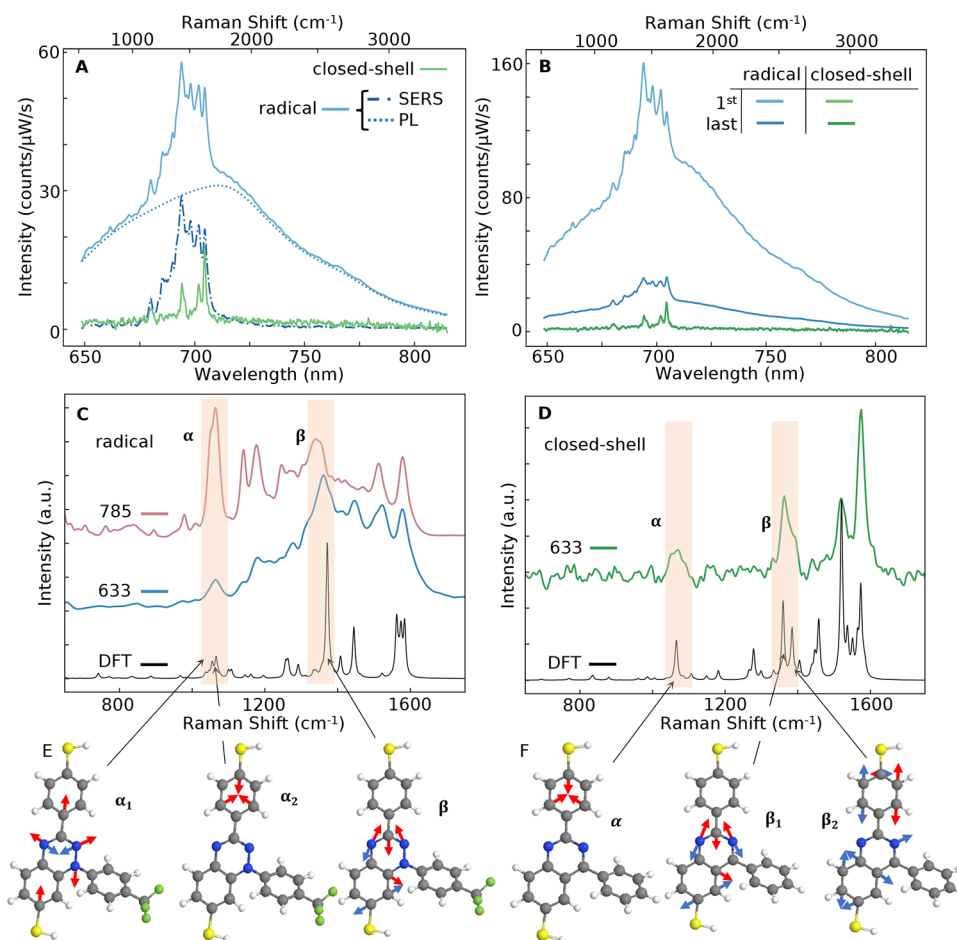 Raman Shift (cm-1)
1000 2000 3000
A
closed-shell
radical
SERS
PL
60
30
0
Intensity (counts/μW/s)
650 700 750 800
Wavelength (nm)
Raman Shift (cm-1)
1000 2000 3000
B
radical closed-shell
1st
last
160
80
0
Intensity (counts/μW/s)
650 700 750 800
Wavelength (nm)
C
radical
α
β
785
633
DFT
Intensity (a.u.)
800 1200 1600
Raman Shift (cm-1)
D
closed-shell
α
β
633
DFT
Intensity (a.u.)
800 1200 1600
Raman Shift (cm-1)
E
α1
α2
β
F
α
β1
β2